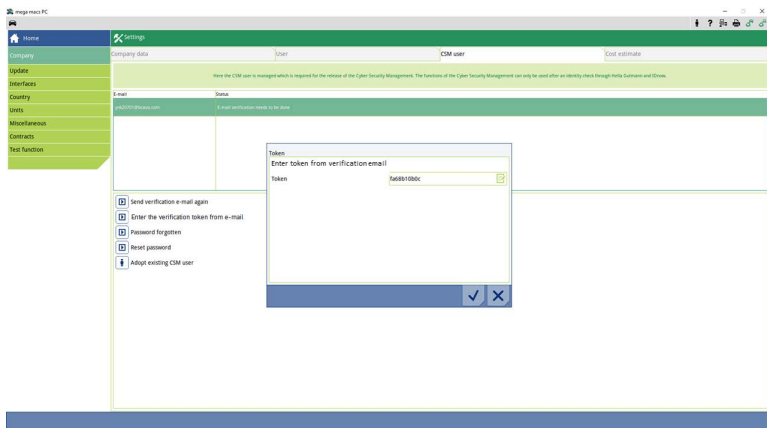 mega macs PC
Home
Settings
Company
Company data
User
CSM user
Cost estimate
Update
Interfaces
Country
Units
Miscellaneous
Contracts
Test function
Here the CSM user is managed which is required for the release of the Cyber Security Management. The functions of the Cyber Security Management can only be used after an identity check through Hella Gutmann and IDnow.
E-mail
Status
E-mail verification needs to be done
Token
Enter token from verification email
Token
fa68b10b0c
Send verification e-mail again
Enter the verification token from e-mail
Password forgotten
Reset password
Adopt existing CSM user